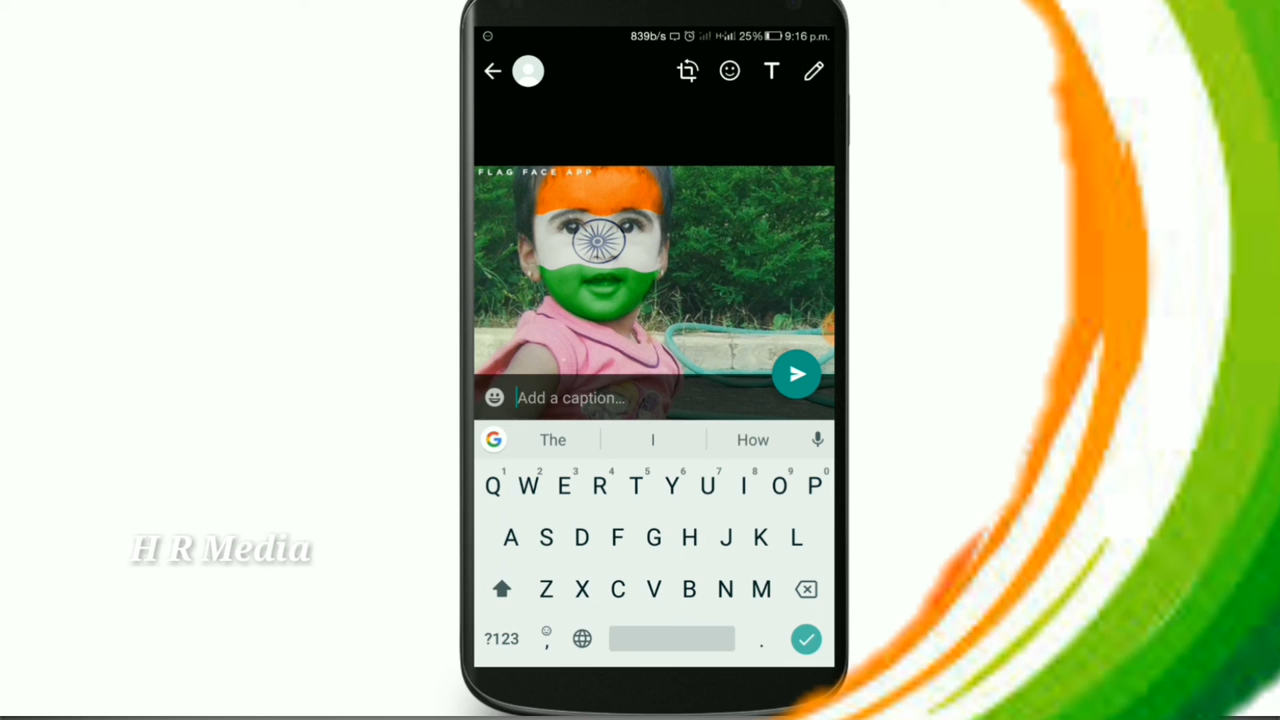 839b/s 25% 9:16 p.m.
T
FLAG FACE APP
Add a caption...
G The I How
1 2 3 4 5 6 7 8 9 0
Q W E R T Y U I O P
A S D F G H J K L
Z X C V B N M
?123 , .
H R Media